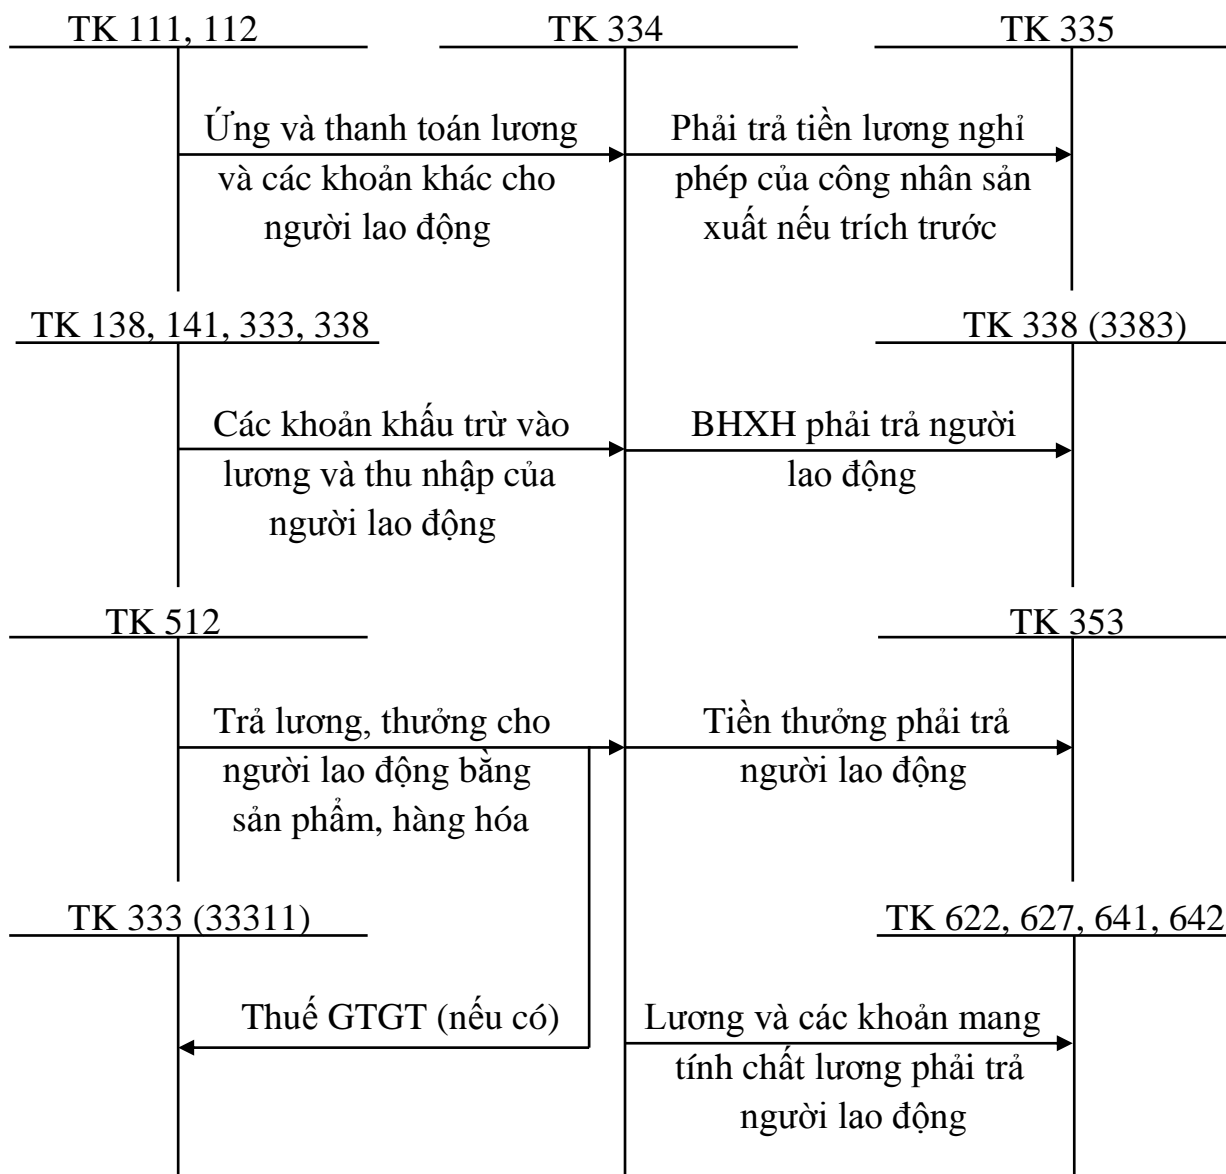 TK 111, 112
TK 334
TK 335
Ứng và thanh toán lương
và các khoản khác cho
người lao động
Phải trả tiền lương nghỉ
phép của công nhân sản
xuất nếu trích trước
TK 138, 141, 333, 338
TK 338 (3383)
Các khoản khấu trừ vào
lương và thu nhập của
người lao động
BHXH phải trả người
lao động
TK 512
TK 353
Trả lương, thưởng cho
người lao động bằng
sản phẩm, hàng hóa
Tiền thưởng phải trả
người lao động
TK 333 (33311)
TK 622, 627, 641, 642
Thuế GTGT (nếu có)
Lương và các khoản mang
tính chất lương phải trả
người lao động